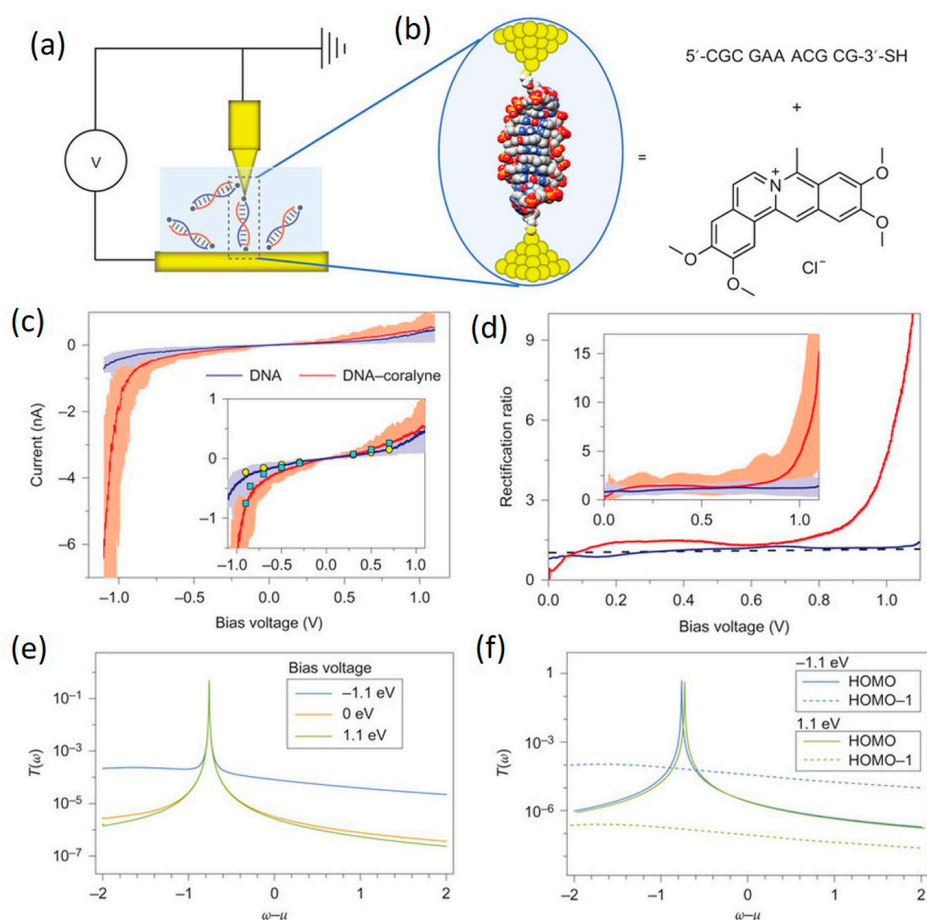 (a)
V
(b)
5′-CGC GAA ACG CG-3′-SH
+
=
N
+
O
O
O
O
Cl⁻
(c)
Current (nA)
0
−2
−4
−6
DNA
DNA–coralyne
1
0
−1
−1.0
−0.5
0.0
0.5
1.0
−1.0
−0.5
0.0
0.5
1.0
Bias voltage (V)
(d)
Rectification ratio
9
6
3
0
15
10
5
0
0.0
0.5
1.0
0.0
0.2
0.4
0.6
0.8
1.0
Bias voltage (V)
(e)
T(ω)
10⁻¹
10⁻³
10⁻⁵
10⁻⁷
Bias voltage
−1.1 eV
0 eV
1.1 eV
−2
−1
0
1
2
ω–u
(f)
T(ω)
1
10⁻³
10⁻⁶
−1.1 eV
HOMO
HOMO–1
1.1 eV
HOMO
HOMO–1
−2
−1
0
1
2
ω–u